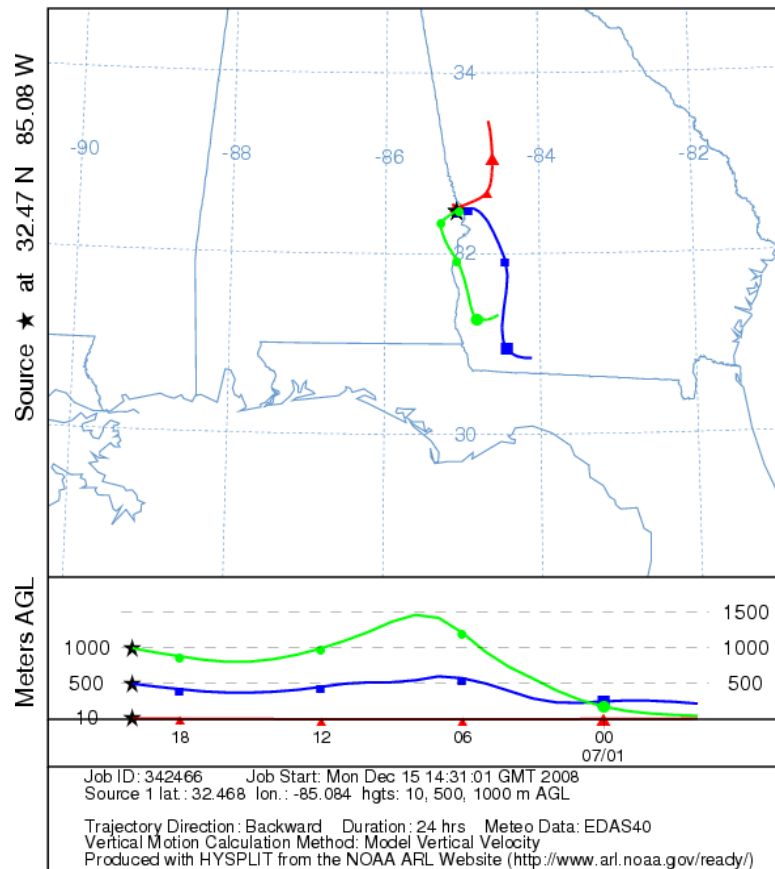 Source ★ at 32.47 N 85.08 W
34
-90
-88
-86
-84
-82
32
30
Meters AGL
1500
1000
1000
500
500
10
18
12
06
00
07/01
Job ID: 342466 Job Start: Mon Dec 15 14:31:01 GMT 2008
Source 1 lat.: 32.468 lon.: -85.084 hgts: 10, 500, 1000 m AGL
Trajectory Direction: Backward Duration: 24 hrs Meteo Data: EDAS40
Vertical Motion Calculation Method: Model Vertical Velocity
Produced with HYSPLIT from the NOAA ARL Website (http://www.arl.noaa.gov/ready/)